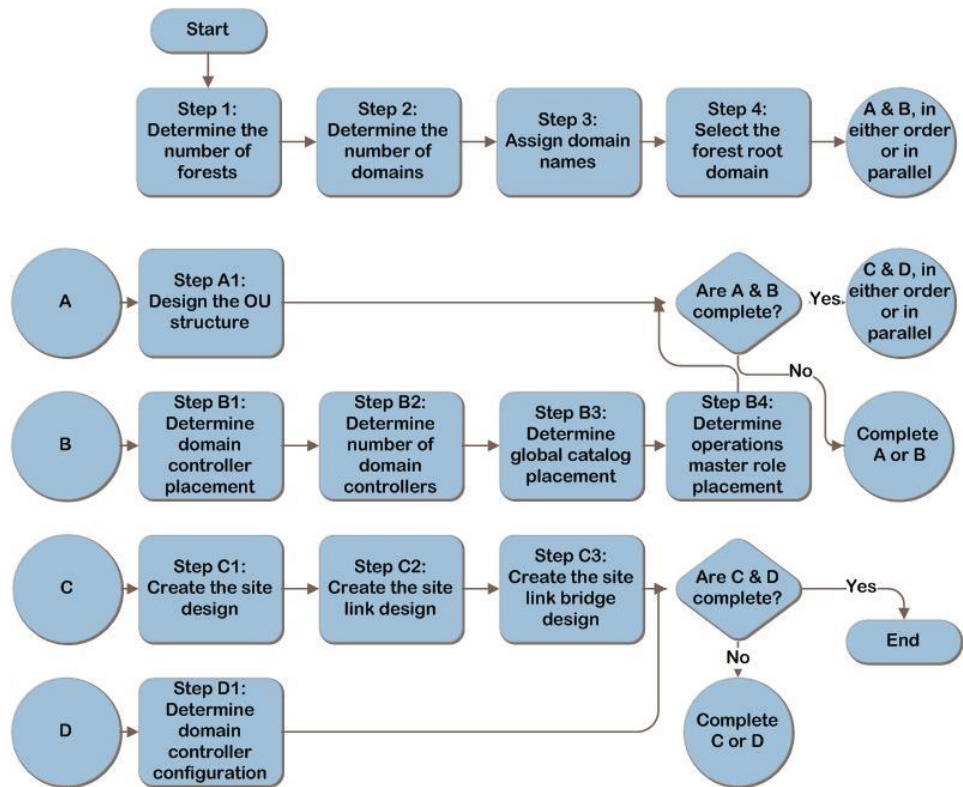 Start
Step 1:
Determine the
number of
forests
Step 2:
Determine the
number of
domains
Step 3:
Assign domain
names
Step 4:
Select the
forest root
domain
A & B, in
either order
or in
parallel
A
Step A1:
Design the OU
structure
Are A & B
complete?
Yes
C & D, in
either order
or in
parallel
No
B
Step B1:
Determine
domain
controller
placement
Step B2:
Determine
number of
domain
controllers
Step B3:
Determine
global catalog
placement
Step B4:
Determine
operations
master role
placement
Complete
A or B
C
Step C1:
Create the site
design
Step C2:
Create the site
link design
Step C3:
Create the site
link bridge
design
Are C & D
complete?
Yes
End
No
D
Step D1:
Determine
domain
controller
configuration
Complete
C or D